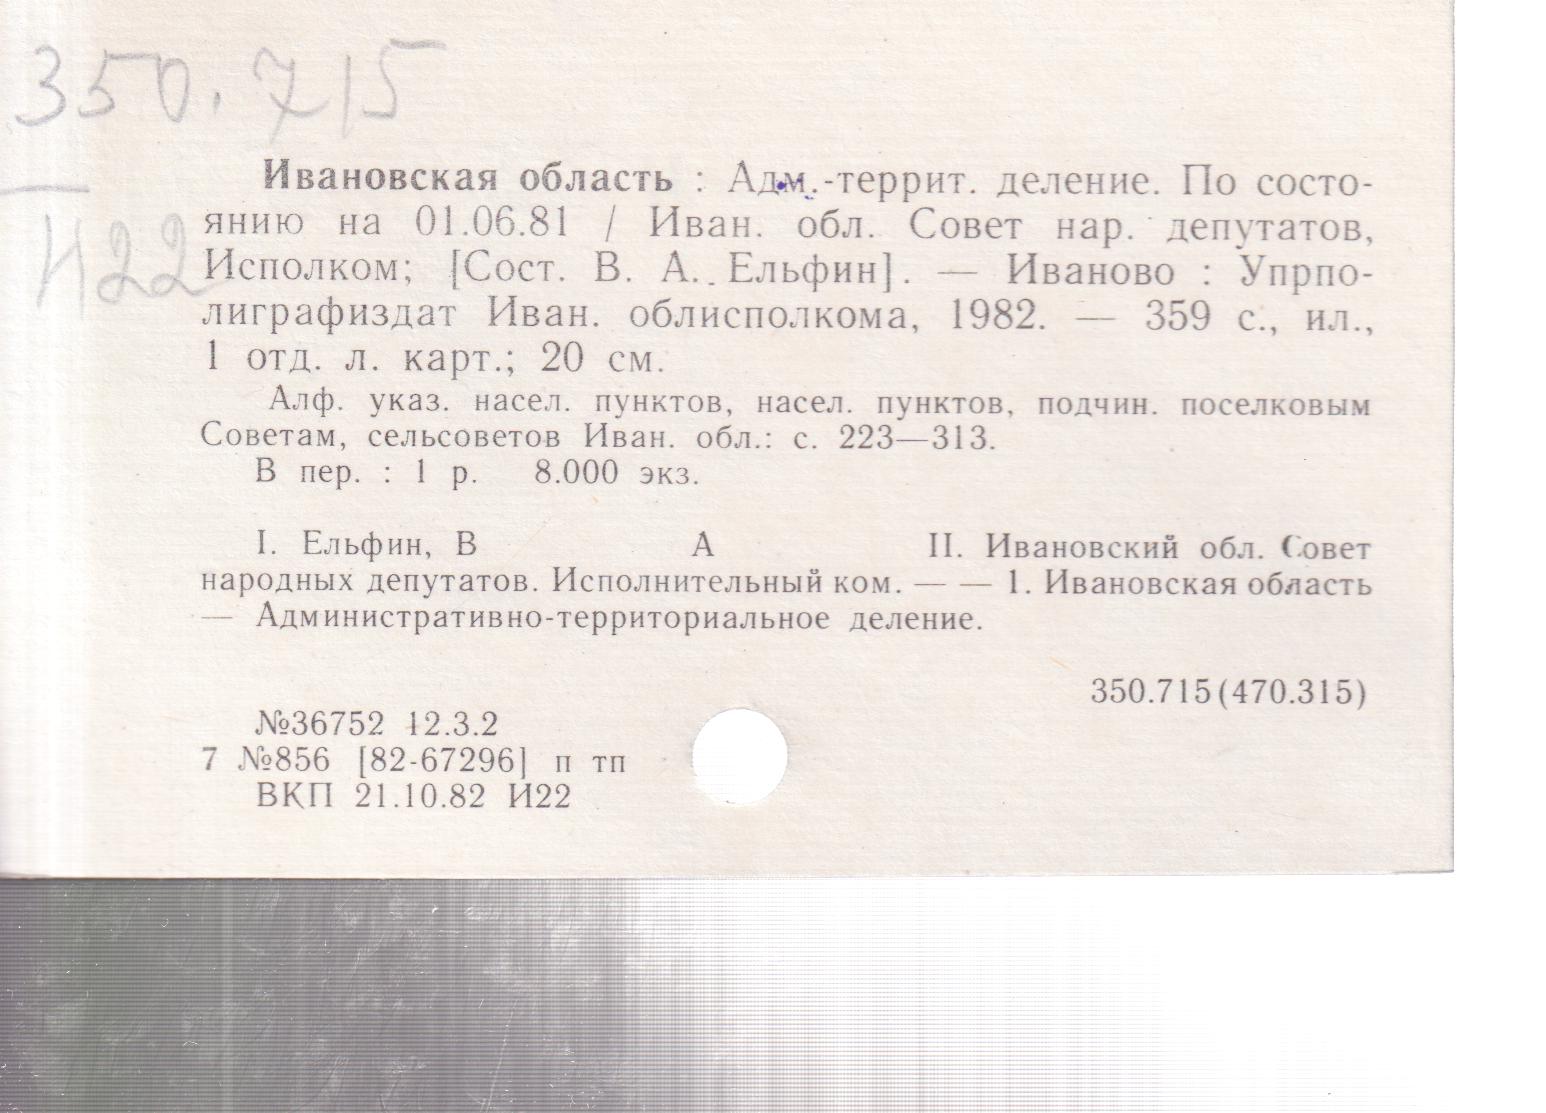 350.715
И22
Ивановская область : Адм.-террит. деление. По состо-
янию на 01.06.81 / Иван. обл. Совет нар. депутатов,
Исполком; [Сост. В. А. Ельфин]. — Иваново : Упрпо-
лиграфиздат Иван. облисполкома, 1982. — 359 с., ил.,
1 отд. л. карт.; 20 см.
Алф. указ. насел. пунктов, насел. пунктов, подчин. поселковым
Советам, сельсоветов Иван. обл.: с. 223—313.
В пер. : 1 р. 8.000 экз.
I. Ельфин, В А II. Ивановский обл. Совет
народных депутатов. Исполнительный ком. — — 1. Ивановская область
— Административно-территориальное деление.
350.715(470.315)
№36752 12.3.2
7 №856 [82-67296] п тп
ВКП 21.10.82 И22